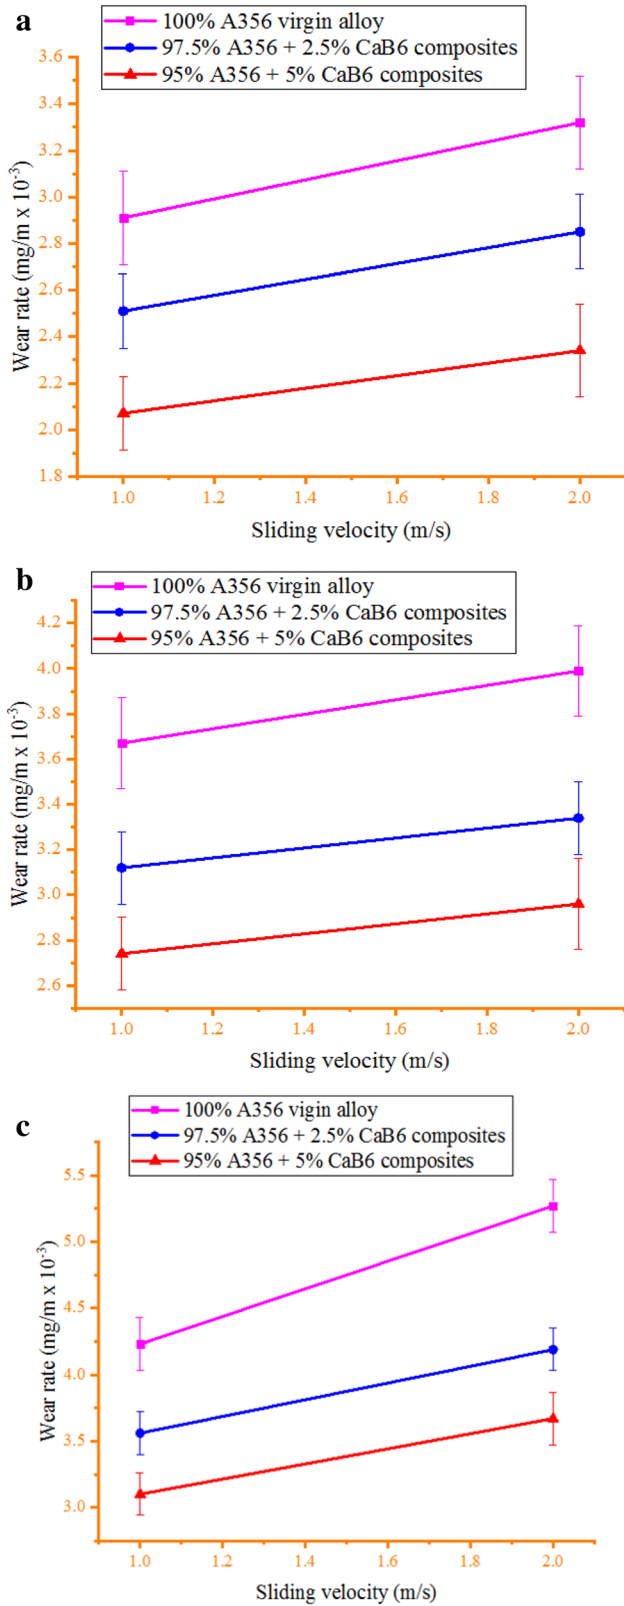 a
100% A356 virgin alloy
97.5% A356 + 2.5% CaB6 composites
95% A356 + 5% CaB6 composites
3.6
3.4
3.2
3.0
2.8
2.6
2.4
2.2
2.0
1.8
Wear rate (mg/m x 10⁻³)
1.0 1.2 1.4 1.6 1.8 2.0
Sliding velocity (m/s)
b
100% A356 virgin alloy
97.5% A356 + 2.5% CaB6 composites
95% A356 + 5% CaB6 composites
4.2
4.0
3.8
3.6
3.4
3.2
3.0
2.8
2.6
Wear rate (mg/m x 10⁻³)
1.0 1.2 1.4 1.6 1.8 2.0
Sliding velocity (m/s)
c
100% A356 vigin alloy
97.5% A356 + 2.5% CaB6 composites
95% A356 + 5% CaB6 composites
5.5
5.0
4.5
4.0
3.5
3.0
Wear rate (mg/m x 10⁻³)
1.0 1.2 1.4 1.6 1.8 2.0
Sliding velocity (m/s)